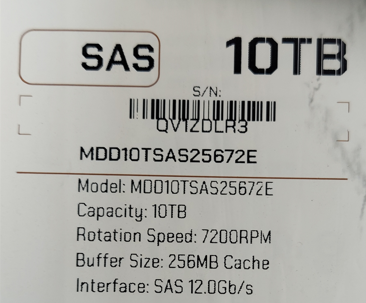 SAS 10TB
S/N:
QV1ZDLR3
MDD10TSAS25672E
Model: MDD10TSAS25672E
Capacity: 10TB
Rotation Speed: 7200RPM
Buffer Size: 256MB Cache
Interface: SAS 12.0Gb/s